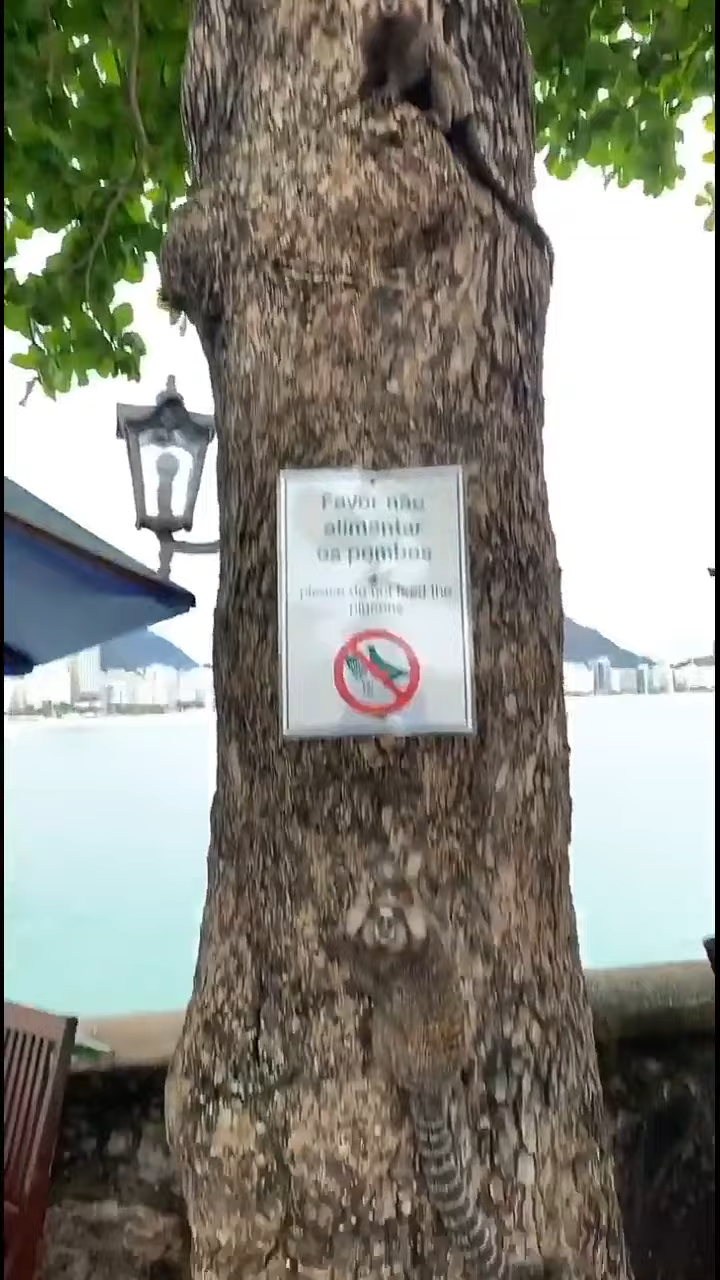 Favor não
alimentar
os pombos
please do not feed the
pigeons